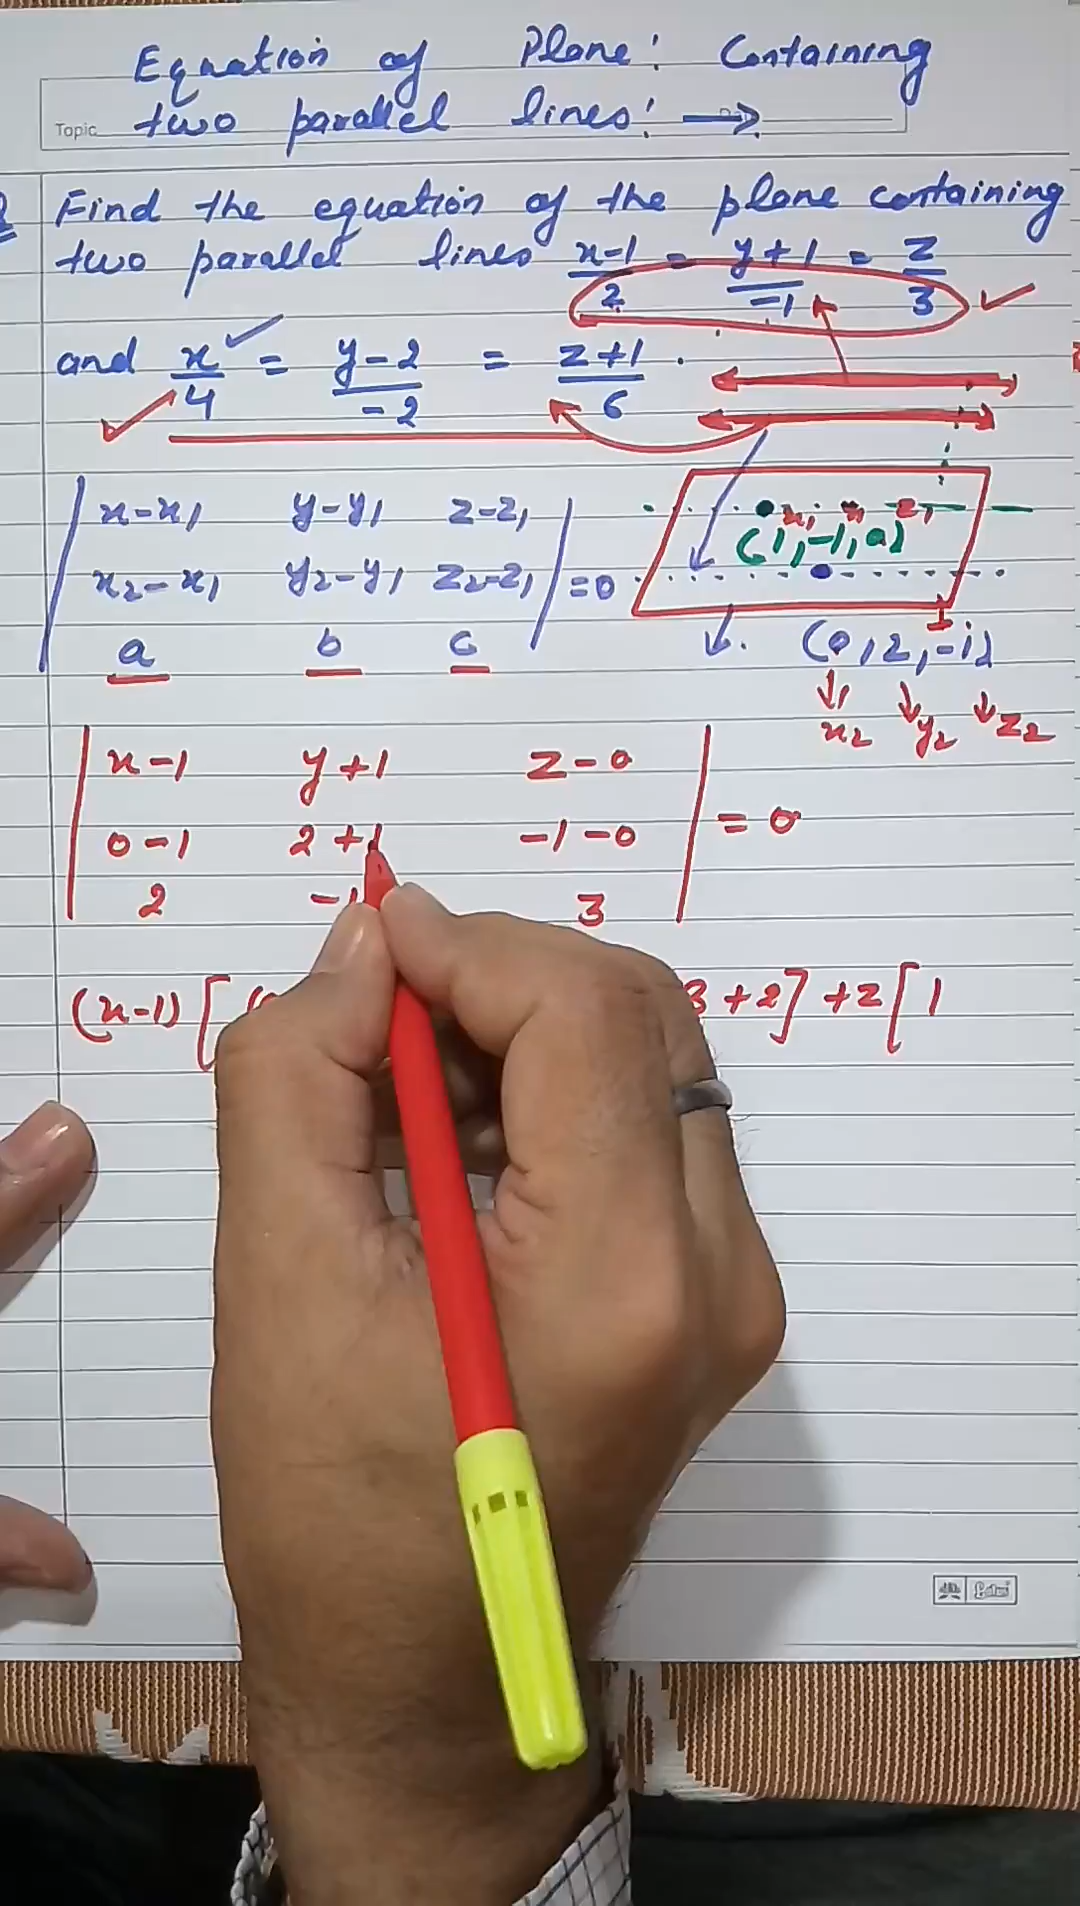 Equation of Plane: Containing
Topic two parallel lines: →
Find the equation of the plane containing
two parallel lines x-1/2 = y+1/-1 = z/3
and x/4 = y-2/-2 = z+1/6 .
| x-x₁ y-y₁ z-z₁ |
| x₂-x₁ y₂-y₁ z₂-z₁ | = 0
| a b c |
x₁ z₁
(1,-1,0)
(0,2,-1)
x₂ y₂ z₂
| x-1 y+1 z-0 |
| 0-1 2+1 -1-0 | = 0
| 2 -1 3 |
(x-1)[ 3+2] +z[ 1